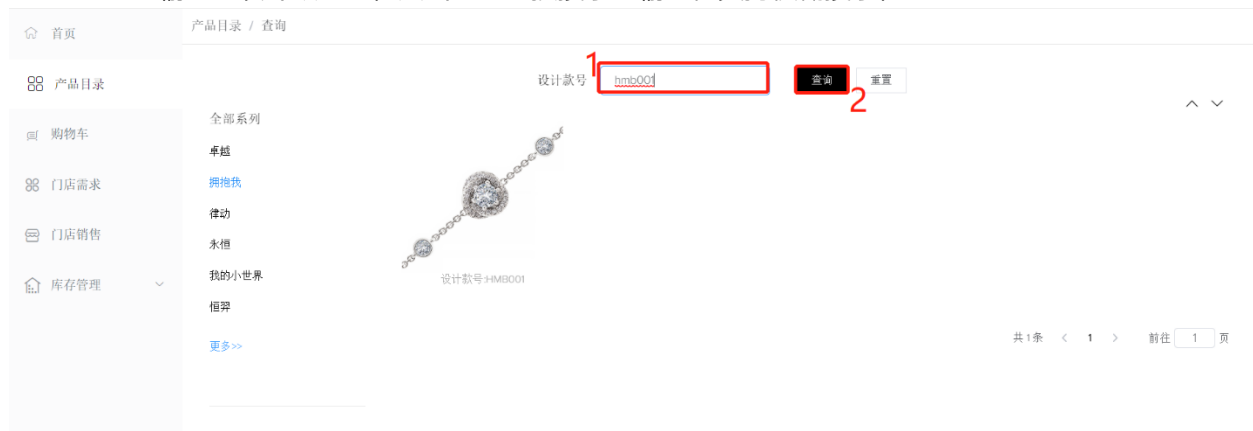 首页
产品目录 / 查询
产品目录
购物车
门店需求
门店销售
库存管理
1
设计款号
hmb001
查询
重置
2
全部系列
卓越
拥抱我
律动
永恒
我的小世界
恒羿
更多>>
设计款号:HMB001
共1条 < 1 > 前往 1 页